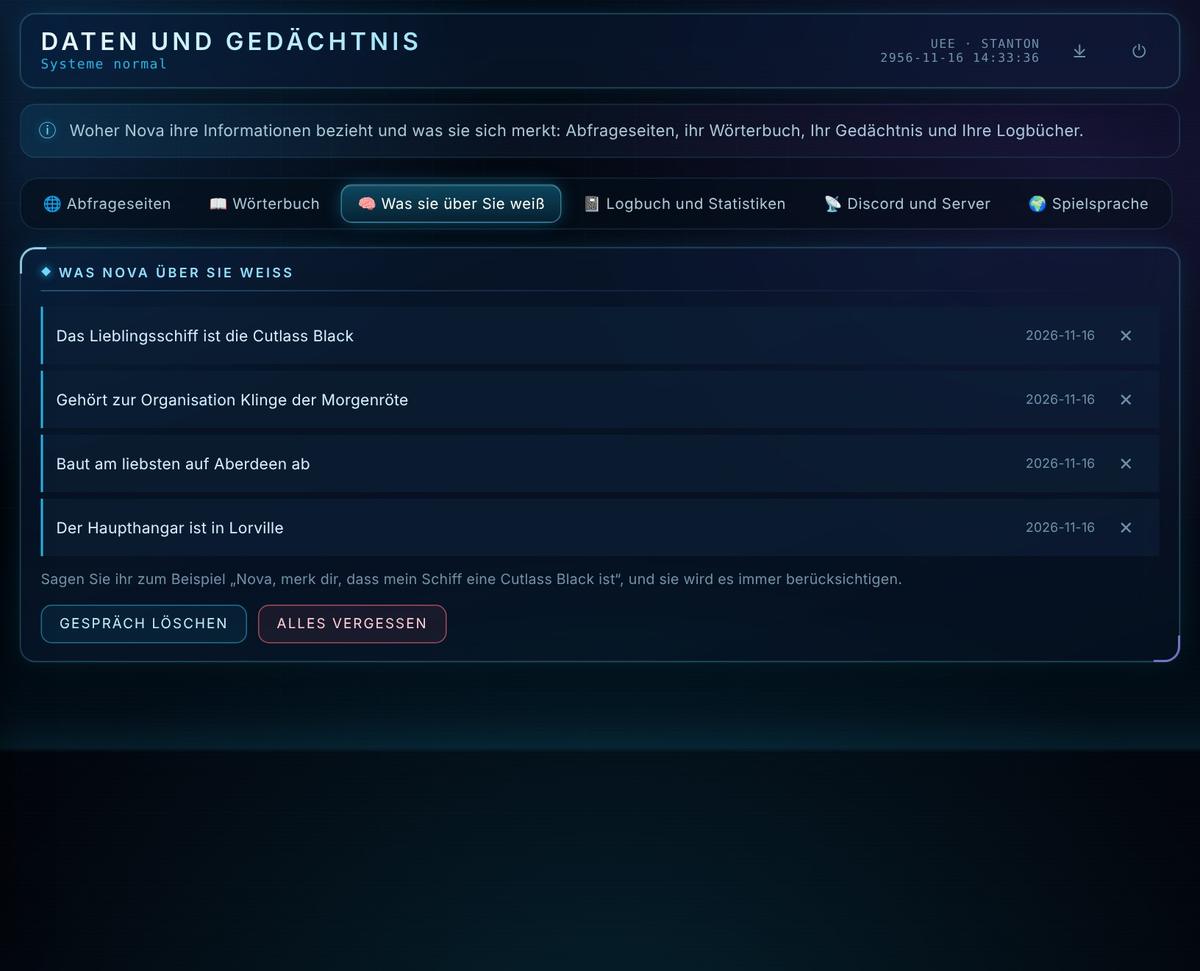 DATEN UND GEDÄCHTNIS
Systeme normal
UEE · STANTON
2956-11-16 14:33:36
Woher Nova ihre Informationen bezieht und was sie sich merkt: Abfrageseiten, ihr Wörterbuch, Ihr Gedächtnis und Ihre Logbücher.
Abfrageseiten
Wörterbuch
Was sie über Sie weiß
Logbuch und Statistiken
Discord und Server
Spielsprache
WAS NOVA ÜBER SIE WEISS
Das Lieblingsschiff ist die Cutlass Black 2026-11-16
Gehört zur Organisation Klinge der Morgenröte 2026-11-16
Baut am liebsten auf Aberdeen ab 2026-11-16
Der Haupthangar ist in Lorville 2026-11-16
Sagen Sie ihr zum Beispiel „Nova, merk dir, dass mein Schiff eine Cutlass Black ist“, und sie wird es immer berücksichtigen.
GESPRÄCH LÖSCHEN
ALLES VERGESSEN